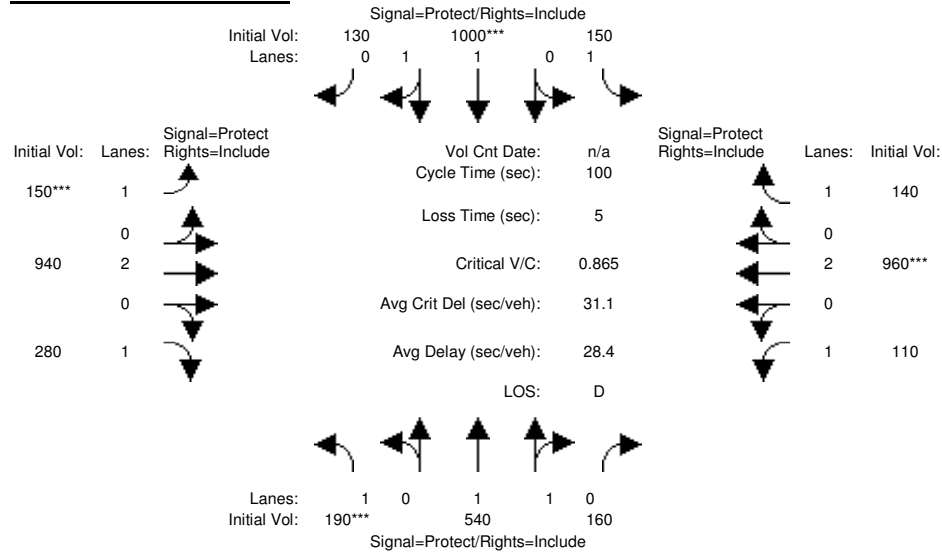 Signal=Protect/Rights=Include
Initial Vol: 130 1000*** 150
Lanes: 0 1 1 0 1
Signal=Protect
Initial Vol: Lanes: Rights=Include
Vol Cnt Date: n/a
Signal=Protect
Rights=Include Lanes: Initial Vol:
Cycle Time (sec): 100
150*** 1
1 140
Loss Time (sec): 5
0
0
940 2
Critical V/C: 0.865
2 960***
0
Avg Crit Del (sec/veh): 31.1
0
280 1
Avg Delay (sec/veh): 28.4
1 110
LOS: D
Lanes: 1 0 1 1 0
Initial Vol: 190*** 540 160
Signal=Protect/Rights=Include